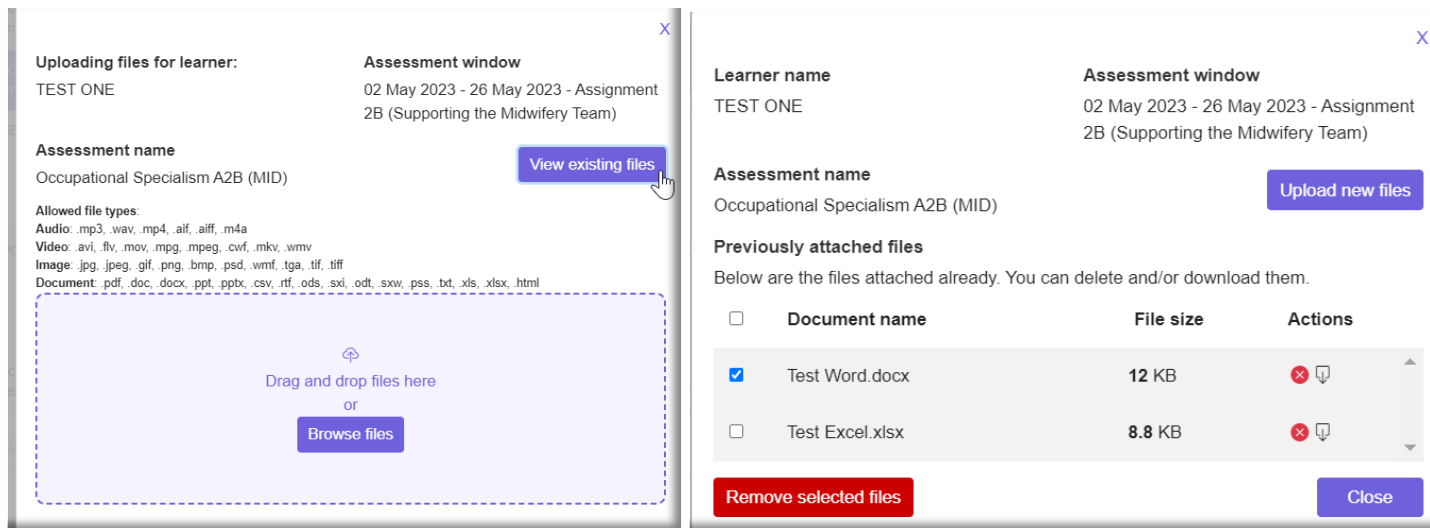 X
Uploading files for learner:
Assessment window
TEST ONE
02 May 2023 - 26 May 2023 - Assignment
2B (Supporting the Midwifery Team)
Assessment name
View existing files
Occupational Specialism A2B (MID)
Allowed file types:
Audio: .mp3, .wav, .mp4, .aif, .aiff, .m4a
Video: .avi, .flv, .mov, .mpg, .mpeg, .cwf, .mkv, .wmv
Image: .jpg, .jpeg, .gif, .png, .bmp, .psd, .wmf, .tga, .tif, .tiff
Document: .pdf, .doc, .docx, .ppt, .pptx, .csv, .rtf, .ods, .sxi, .odt, .sxw, .pss, .txt, .xls, .xlsx, .html
Drag and drop files here
or
Browse files
X
Learner name
Assessment window
TEST ONE
02 May 2023 - 26 May 2023 - Assignment
2B (Supporting the Midwifery Team)
Assessment name
Upload new files
Occupational Specialism A2B (MID)
Previously attached files
Below are the files attached already. You can delete and/or download them.
Document name File size Actions
Test Word.docx 12 KB
Test Excel.xlsx 8.8 KB
Remove selected files
Close